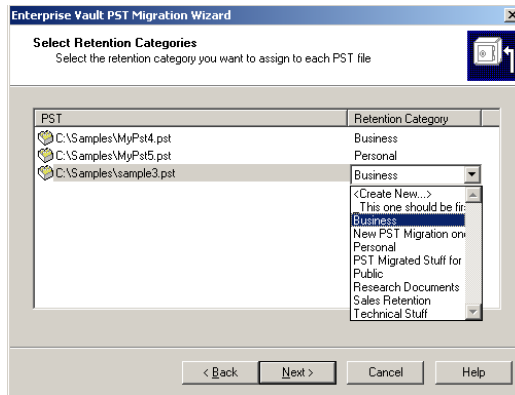 Enterprise Vault PST Migration Wizard
Select Retention Categories
Select the retention category you want to assign to each PST file
PST Retention Category
C:\Samples\MyPst4.pst Business
C:\Samples\MyPst5.pst Personal
C:\Samples\sample3.pst Business
<Create New...>
_This one should be
Business
New PST Migration
Personal
PST Migrated Stuff for
Public
Research Documents
Sales Retention
Technical Stuff
< Back Next > Cancel Help